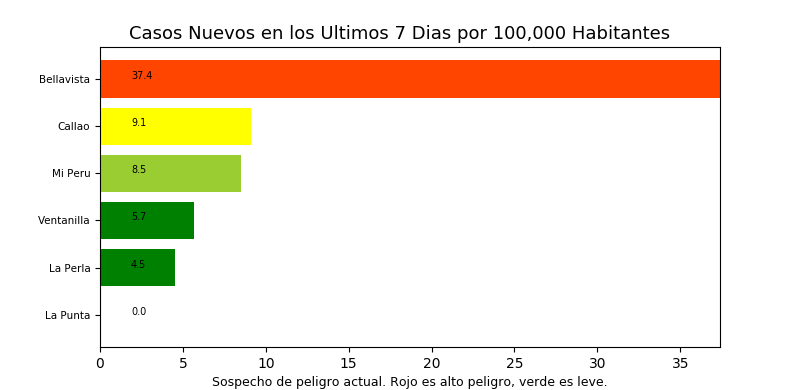 Casos Nuevos en los Ultimos 7 Dias por 100,000 Habitantes
Bellavista 37.4
Callao 9.1
Mi Peru 8.5
Ventanilla 5.7
La Perla 4.5
La Punta 0.0
0 5 10 15 20 25 30 35
Sospecho de peligro actual. Rojo es alto peligro, verde es leve.